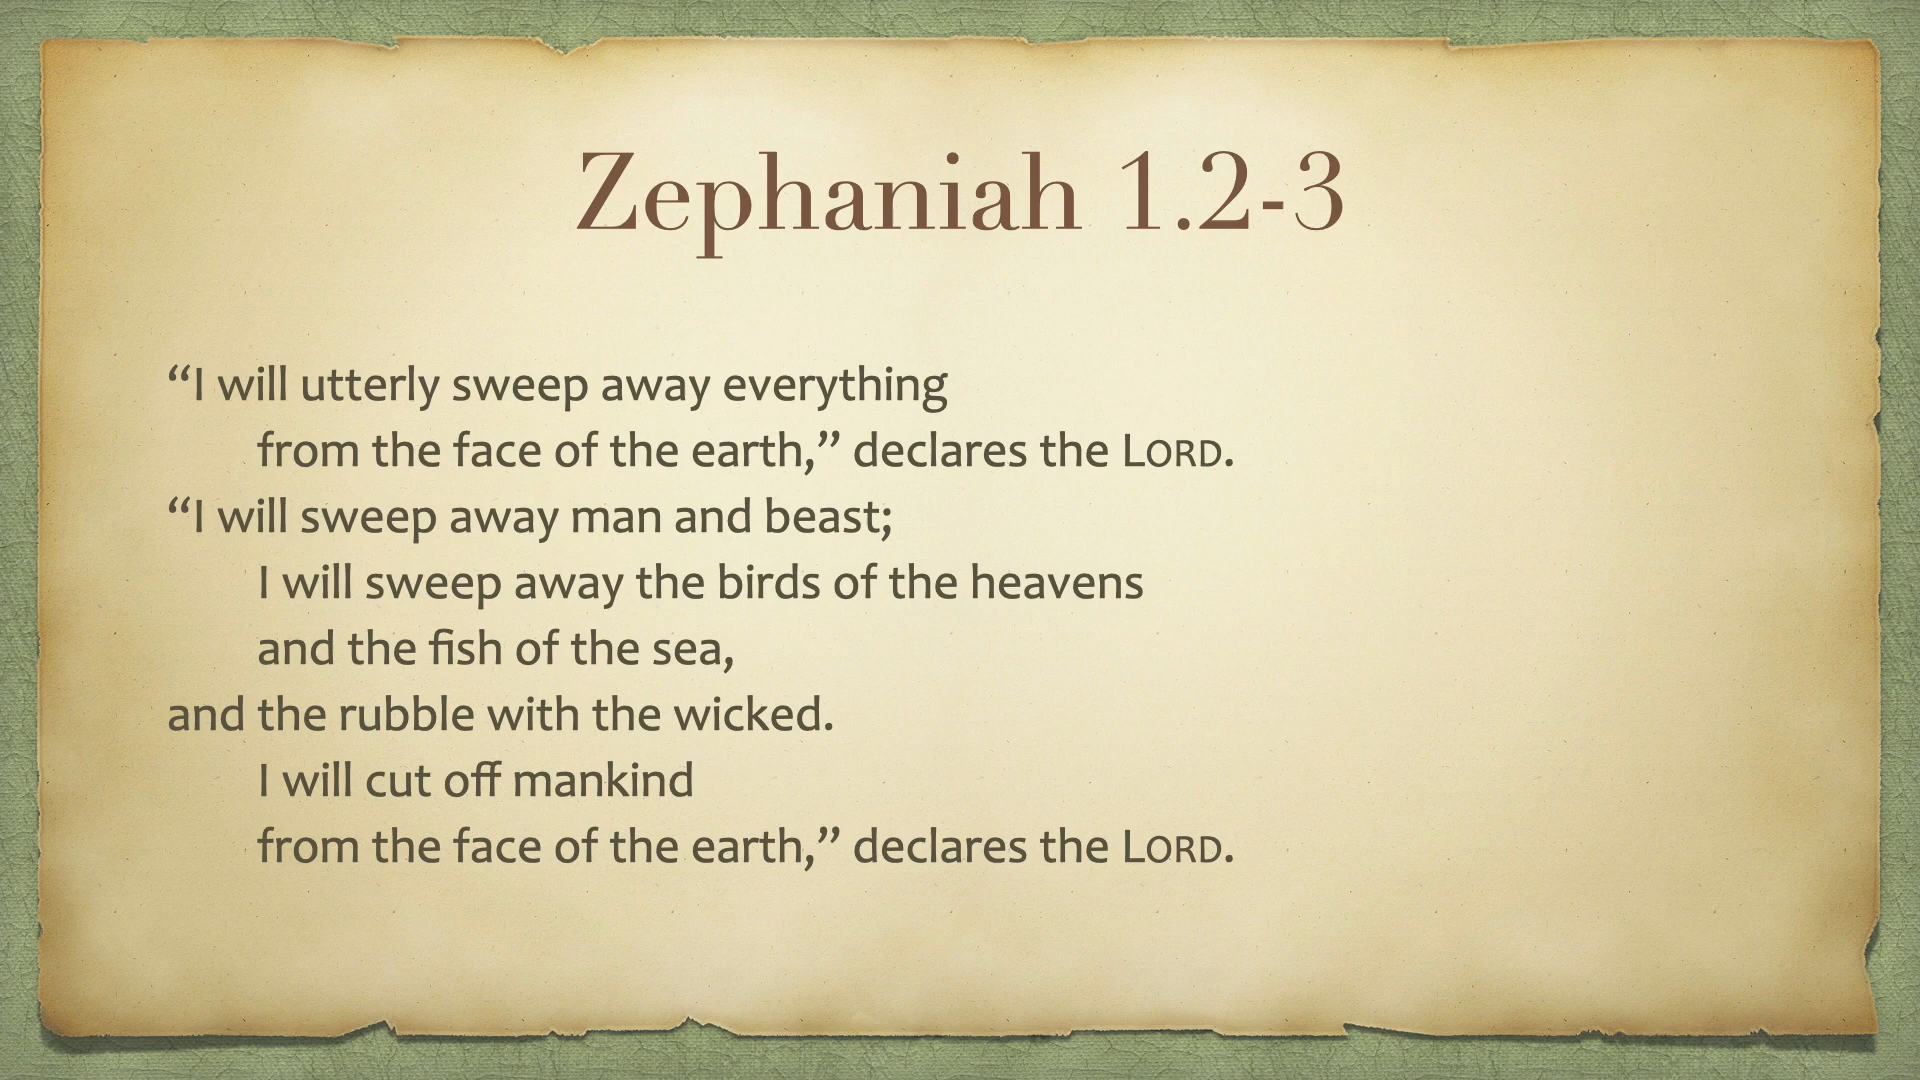 Zephaniah 1.2-3
“I will utterly sweep away everything
from the face of the earth,” declares the LORD.
“I will sweep away man and beast;
I will sweep away the birds of the heavens
and the fish of the sea,
and the rubble with the wicked.
I will cut off mankind
from the face of the earth,” declares the LORD.